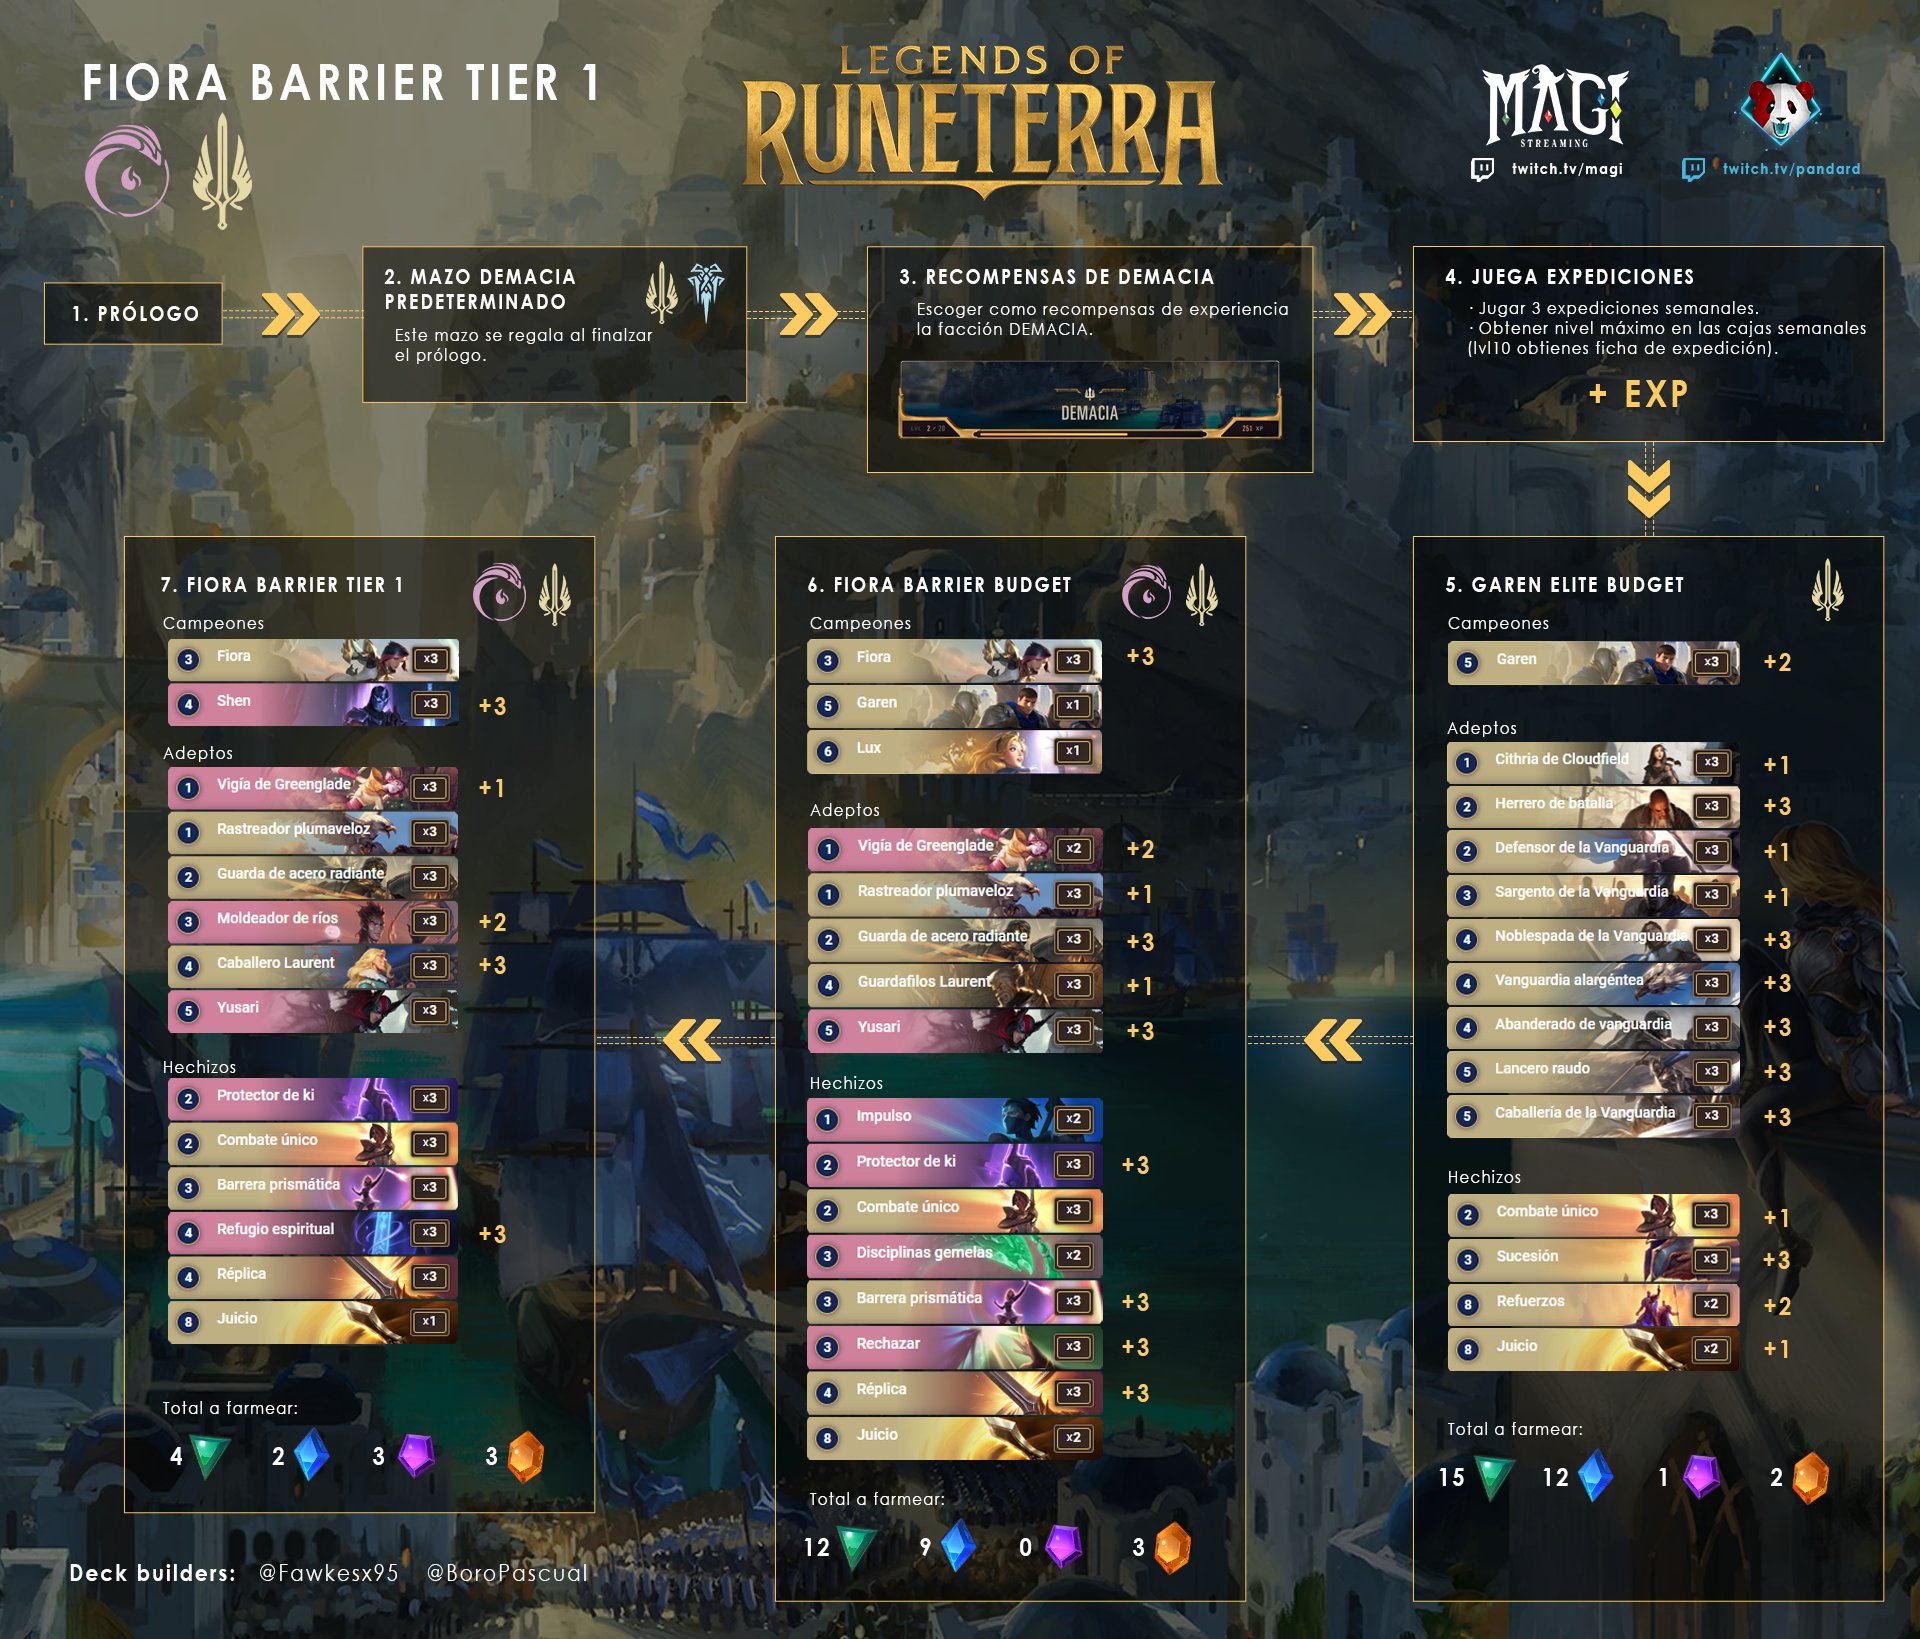 FIORA BARRIER TIER 1
LEGENDS OF
RUNETERRA
MAGI
STREAMING
twitch.tv/magi
twitch.tv/pandard
1. PRÓLOGO
2. MAZO DEMACIA
PREDETERMINADO
Este mazo se regala al finalzar
el prólogo.
3. RECOMPENSAS DE DEMACIA
Escoger como recompensas de experiencia
la facción DEMACIA.
DEMACIA
LVL 2 / 20
251 XP
4. JUEGA EXPEDICIONES
· Jugar 3 expediciones semanales.
· Obtener nivel máximo en las cajas semanales
(lvl10 obtienes ficha de expedición).
+ EXP
7. FIORA BARRIER TIER 1
Campeones
3 Fiora x3
4 Shen x3 +3
Adeptos
1 Vigía de Greenglade x3 +1
1 Rastreador plumaveloz x3
2 Guarda de acero radiante x3
3 Moldeador de ríos x3 +2
4 Caballero Laurent x3 +3
5 Yusari x3
Hechizos
2 Protector de ki x3
2 Combate único x3
3 Barrera prismática x3
4 Refugio espiritual x3 +3
4 Réplica x3
8 Juicio x1
Total a farmear:
4 2 3 3
6. FIORA BARRIER BUDGET
Campeones
3 Fiora x3 +3
5 Garen x1
6 Lux x1
Adeptos
1 Vigía de Greenglade x2 +2
1 Rastreador plumaveloz x3 +1
2 Guarda de acero radiante x3 +3
4 Guardafilos Laurent x3 +1
5 Yusari x3 +3
Hechizos
1 Impulso x2
2 Protector de ki x3 +3
2 Combate único x3
3 Disciplinas gemelas x2
3 Barrera prismática x3 +3
3 Rechazar x3 +3
4 Réplica x3 +3
8 Juicio x2
Total a farmear:
12 9 0 3
5. GAREN ELITE BUDGET
Campeones
5 Garen x3 +2
Adeptos
1 Cithria de Cloudfield x3 +1
2 Herrero de batalla x3 +3
2 Defensor de la Vanguardia x3 +1
3 Sargento de la Vanguardia x3 +1
4 Noblespada de la Vanguardia x3 +3
4 Vanguardia alargéntea x3 +3
4 Abanderado de vanguardia x3 +3
5 Lancero raudo x3 +3
5 Caballería de la Vanguardia x3 +3
Hechizos
2 Combate único x3 +1
3 Sucesión x3 +3
8 Refuerzos x2 +2
8 Juicio x2 +1
Total a farmear:
15 12 1 2
Deck builders: @Fawkesx95 @BoroPascual